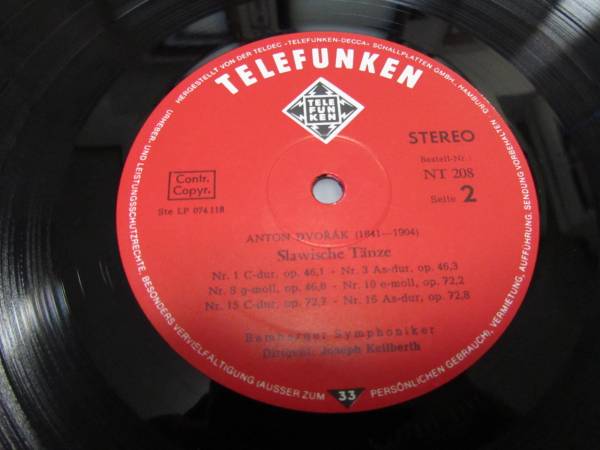 HERGESTELLT VON DER TELDEC »TELEFUNKEN-DECCA« SCHALLPLATTEN GMBH., HAMBURG
TELEFUNKEN
TELE
FUN
KEN
STEREO
Bestell-Nr.:
NT 208
Seite 2
Contr.
Copyr.
Ste LP 074118
ANTON DVOŘÁK (1841—1904)
Slawische Tänze
Nr. 1 C-dur, op. 46,1 - Nr. 3 As-dur, op. 46,3
Nr. 8 g-moll, op. 46,8 - Nr. 10 e-moll, op. 72,2
Nr. 15 C-dur, op. 72,7 - Nr. 16 As-dur, op. 72,8
Bamberger Symphoniker
Dirigent: Joseph Keilberth
URHEBER- UND LEISTUNGSSCHUTZRECHTE, BESONDERS VERVIELFÄLTIGUNG (AUSSER ZUM 33 PERSÖNLICHEN GEBRAUCH), VERMIETUNG, AUFFÜHRUNG, SENDUNG VORBEHALTEN